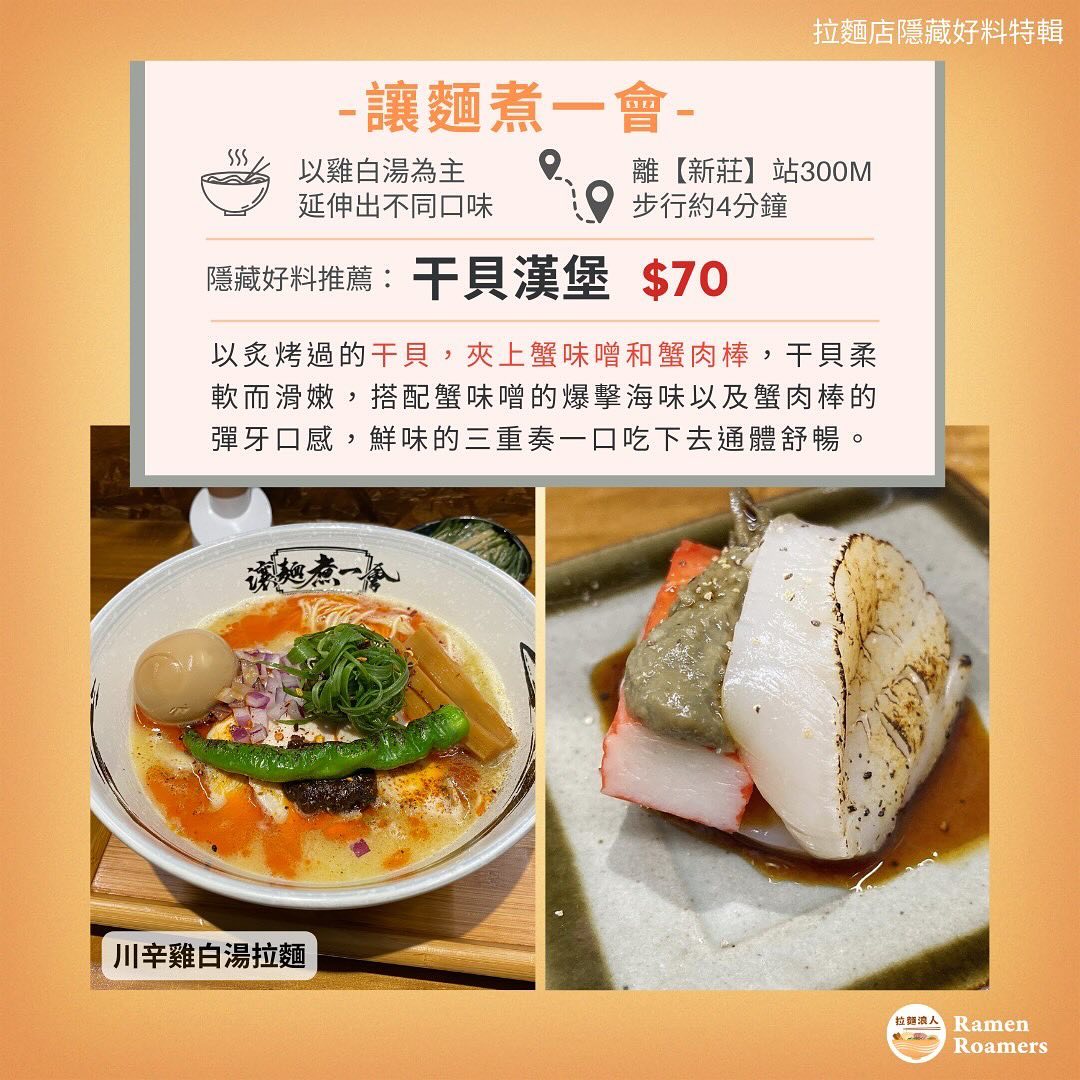 拉麵店隱藏好料特輯
-讓麵煮一會-
以雞白湯為主
延伸出不同口味
離【新莊】站300M
步行約4分鐘
隱藏好料推薦： 干貝漢堡 $70
以炙烤過的干貝，夾上蟹味噌和蟹肉棒，干貝柔
軟而滑嫩，搭配蟹味噌的爆擊海味以及蟹肉棒的
彈牙口感，鮮味的三重奏一口吃下去通體舒暢。
讓麵煮一會
川辛雞白湯拉麵
拉麵浪人
Ramen
Roamers